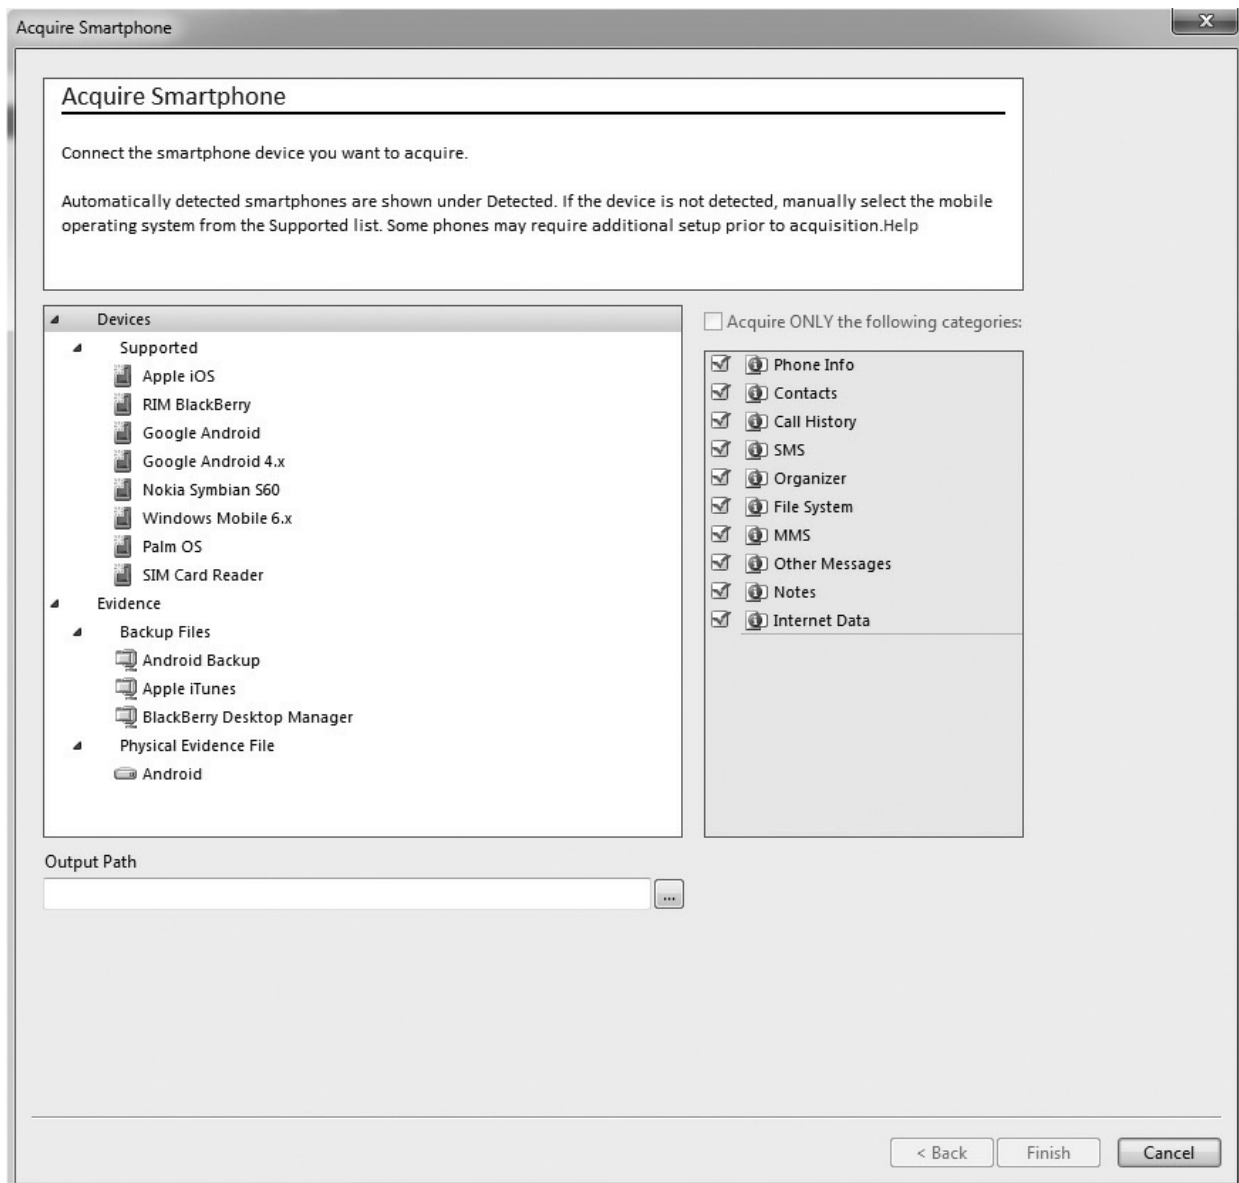 Acquire Smartphone
Acquire Smartphone
Connect the smartphone device you want to acquire.
Automatically detected smartphones are shown under Detected. If the device is not detected, manually select the mobile
operating system from the Supported list. Some phones may require additional setup prior to acquisition.Help
Devices
Supported
Apple iOS
RIM BlackBerry
Google Android
Google Android 4.x
Nokia Symbian S60
Windows Mobile 6.x
Palm OS
SIM Card Reader
Evidence
Backup Files
Android Backup
Apple iTunes
BlackBerry Desktop Manager
Physical Evidence File
Android
Acquire ONLY the following categories:
Phone Info
Contacts
Call History
SMS
Organizer
File System
MMS
Other Messages
Notes
Internet Data
Output Path
...
< Back
Finish
Cancel